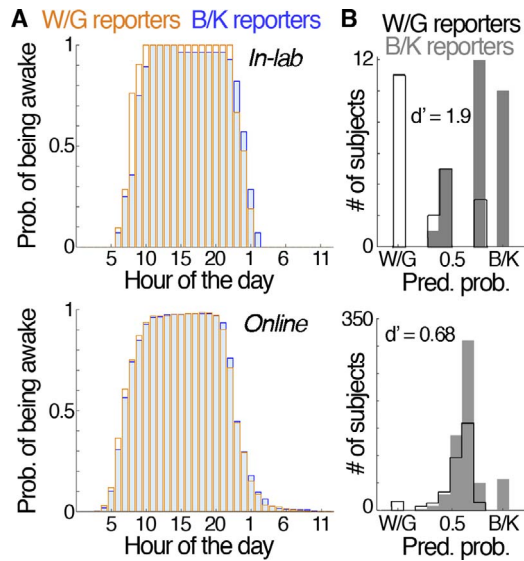 A
W/G reporters B/K reporters
In-lab
Prob. of being awake
1
0.5
0
5 10 15 20 1 6 11
Hour of the day
Online
Prob. of being awake
1
0.5
0
5 10 15 20 1 6 11
Hour of the day
B
W/G reporters
B/K reporters
12
d' = 1.9
# of subjects
0
W/G 0.5 B/K
Pred. prob.
350
d' = 0.68
# of subjects
0
W/G 0.5 B/K
Pred. prob.